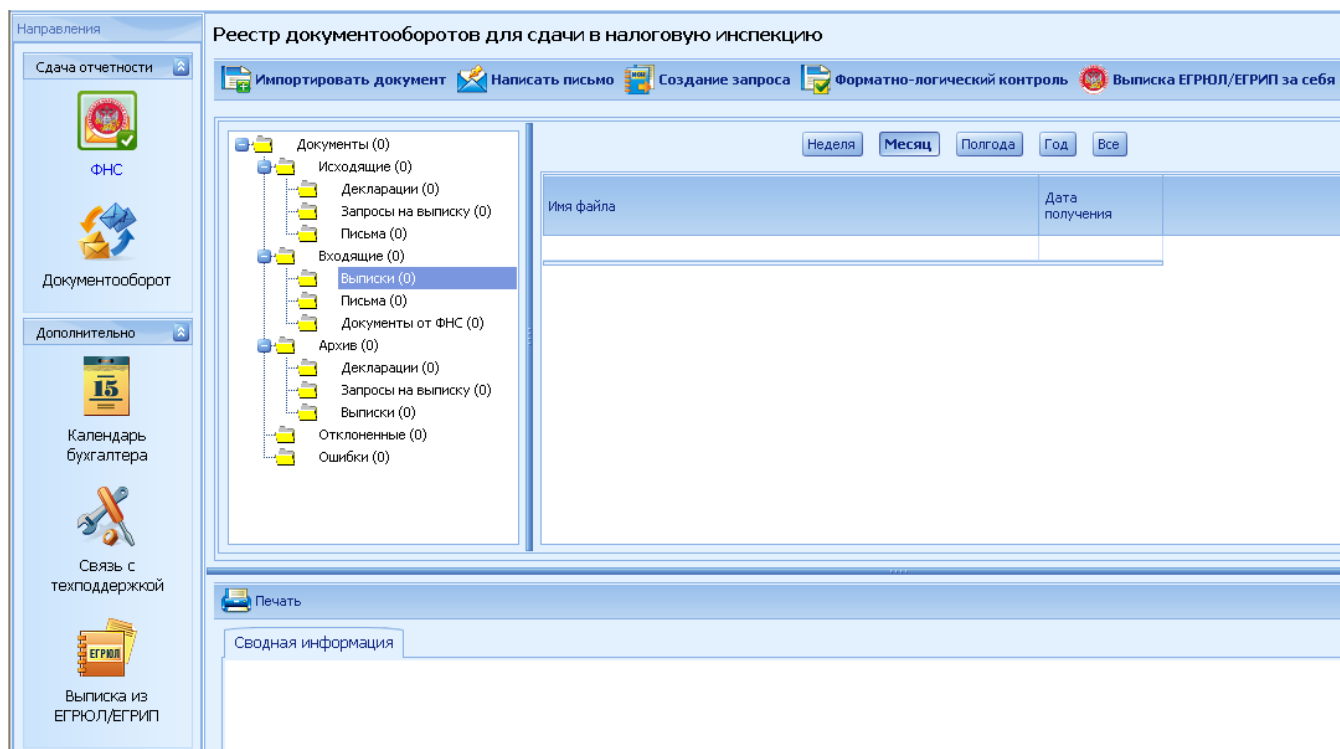 Направления
Сдача отчетности
ФНС
Документооборот
Дополнительно
15
Календарь
бухгалтера
Связь с
техподдержкой
ЕГРЮЛ
Выписка из
ЕГРЮЛ/ЕГРИП
Реестр документооборотов для сдачи в налоговую инспекцию
Импортировать документ Написать письмо Создание запроса Форматно-логический контроль Выписка ЕГРЮЛ/ЕГРИП за себя
Документы (0)
Исходящие (0)
Декларации (0)
Запросы на выписку (0)
Письма (0)
Входящие (0)
Выписки (0)
Письма (0)
Документы от ФНС (0)
Архив (0)
Декларации (0)
Запросы на выписку (0)
Выписки (0)
Отклоненные (0)
Ошибки (0)
Неделя Месяц Полгода Год Все
Имя файла
Дата
получения
Печать
Сводная информация